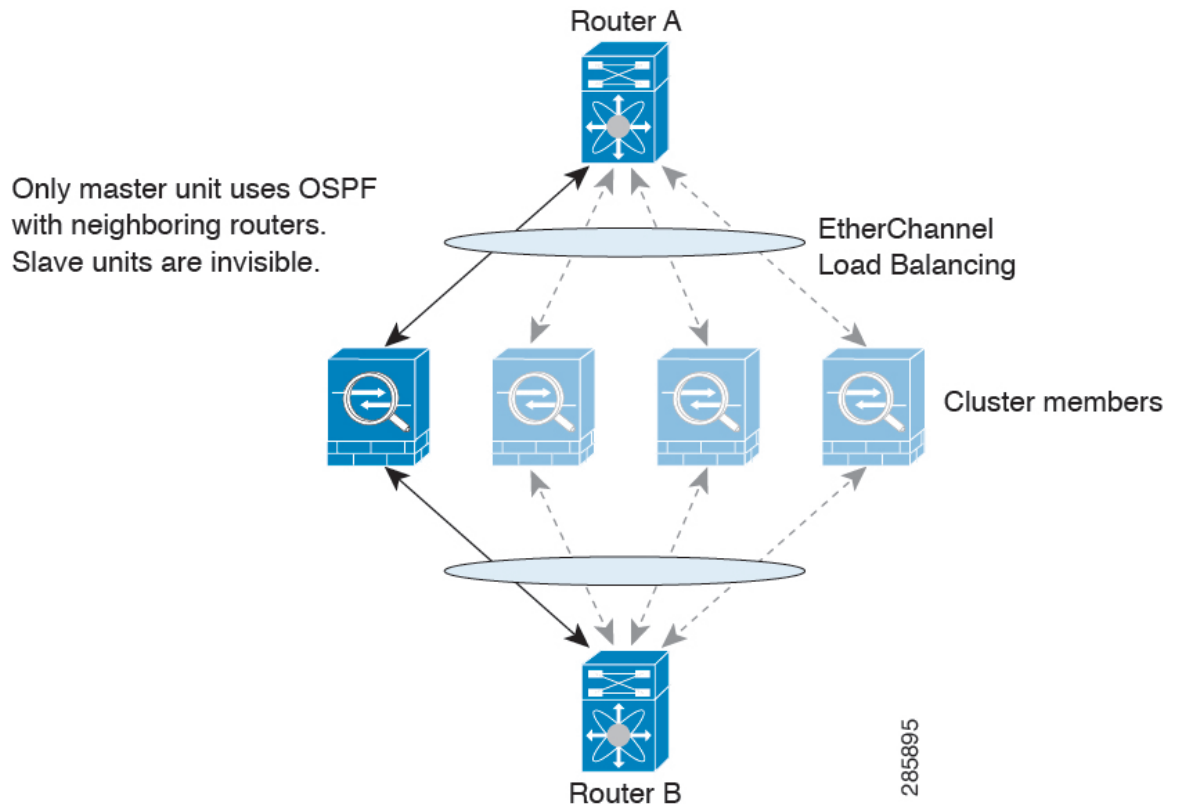 Router A
Only master unit uses OSPF
with neighboring routers.
Slave units are invisible.
EtherChannel
Load Balancing
Cluster members
Router B
285895